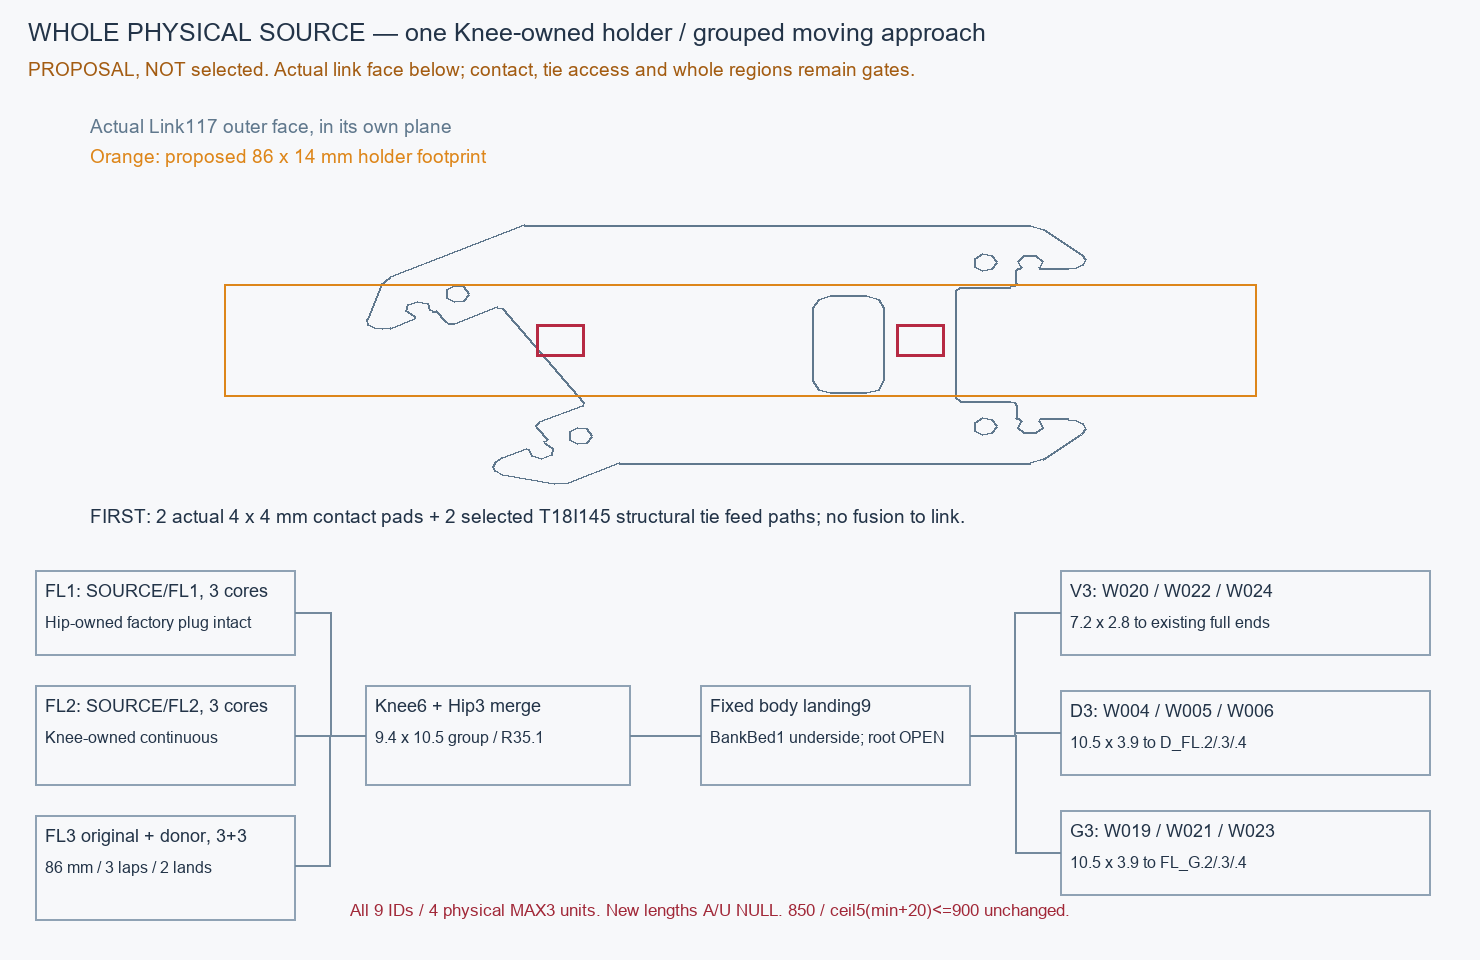 WHOLE PHYSICAL SOURCE — one Knee-owned holder / grouped moving approach
PROPOSAL, NOT selected. Actual link face below; contact, tie access and whole regions remain gates.
Actual Link117 outer face, in its own plane
Orange: proposed 86 x 14 mm holder footprint
FIRST: 2 actual 4 x 4 mm contact pads + 2 selected T18I145 structural tie feed paths; no fusion to link.
FL1: SOURCE/FL1, 3 cores
Hip-owned factory plug intact
FL2: SOURCE/FL2, 3 cores
Knee-owned continuous
FL3 original + donor, 3+3
86 mm / 3 laps / 2 lands
Knee6 + Hip3 merge
9.4 x 10.5 group / R35.1
Fixed body landing9
BankBed1 underside; root OPEN
V3: W020 / W022 / W024
7.2 x 2.8 to existing full ends
D3: W004 / W005 / W006
10.5 x 3.9 to D_FL.2/.3/.4
G3: W019 / W021 / W023
10.5 x 3.9 to FL_G.2/.3/.4
All 9 IDs / 4 physical MAX3 units. New lengths A/U NULL. 850 / ceil5(min+20)<=900 unchanged.